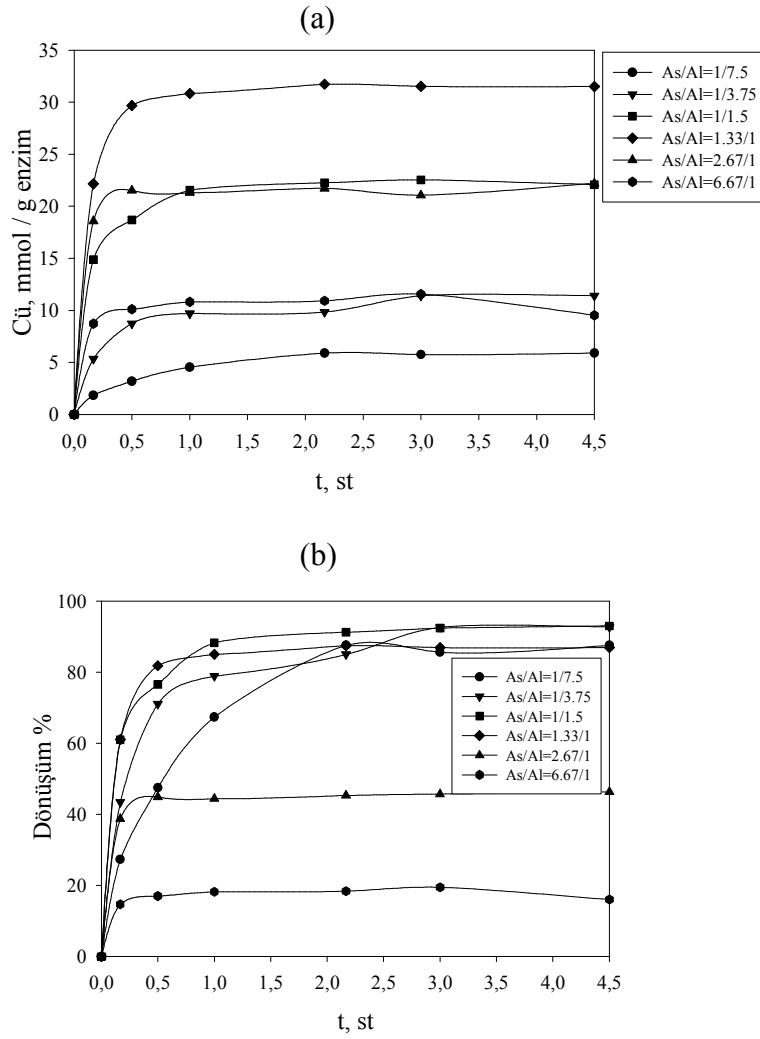 (a)
35
30
25
20
15
10
5
0
Cü, mmol / g enzim
0,0 0,5 1,0 1,5 2,0 2,5 3,0 3,5 4,0 4,5
t, st
As/Al=1/7.5
As/Al=1/3.75
As/Al=1/1.5
As/Al=1.33/1
As/Al=2.67/1
As/Al=6.67/1
(b)
100
80
60
40
20
0
Dönüşüm %
0,0 0,5 1,0 1,5 2,0 2,5 3,0 3,5 4,0 4,5
t, st
As/Al=1/7.5
As/Al=1/3.75
As/Al=1/1.5
As/Al=1.33/1
As/Al=2.67/1
As/Al=6.67/1